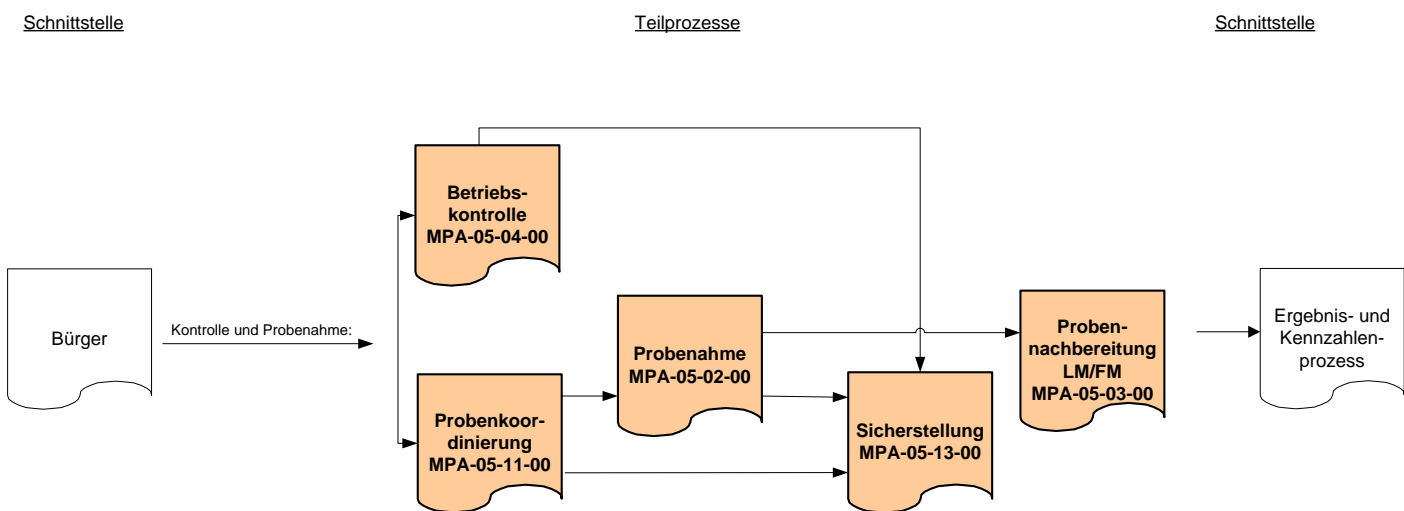 Schnittstelle
Teilprozesse
Schnittstelle
Betriebs-
kontrolle
MPA-05-04-00
Bürger
Kontrolle und Probenahme:
Probenkoor-
dinierung
MPA-05-11-00
Probenahme
MPA-05-02-00
Sicherstellung
MPA-05-13-00
Proben-
nachbereitung
LM/FM
MPA-05-03-00
Ergebnis- und
Kennzahlen-
prozess